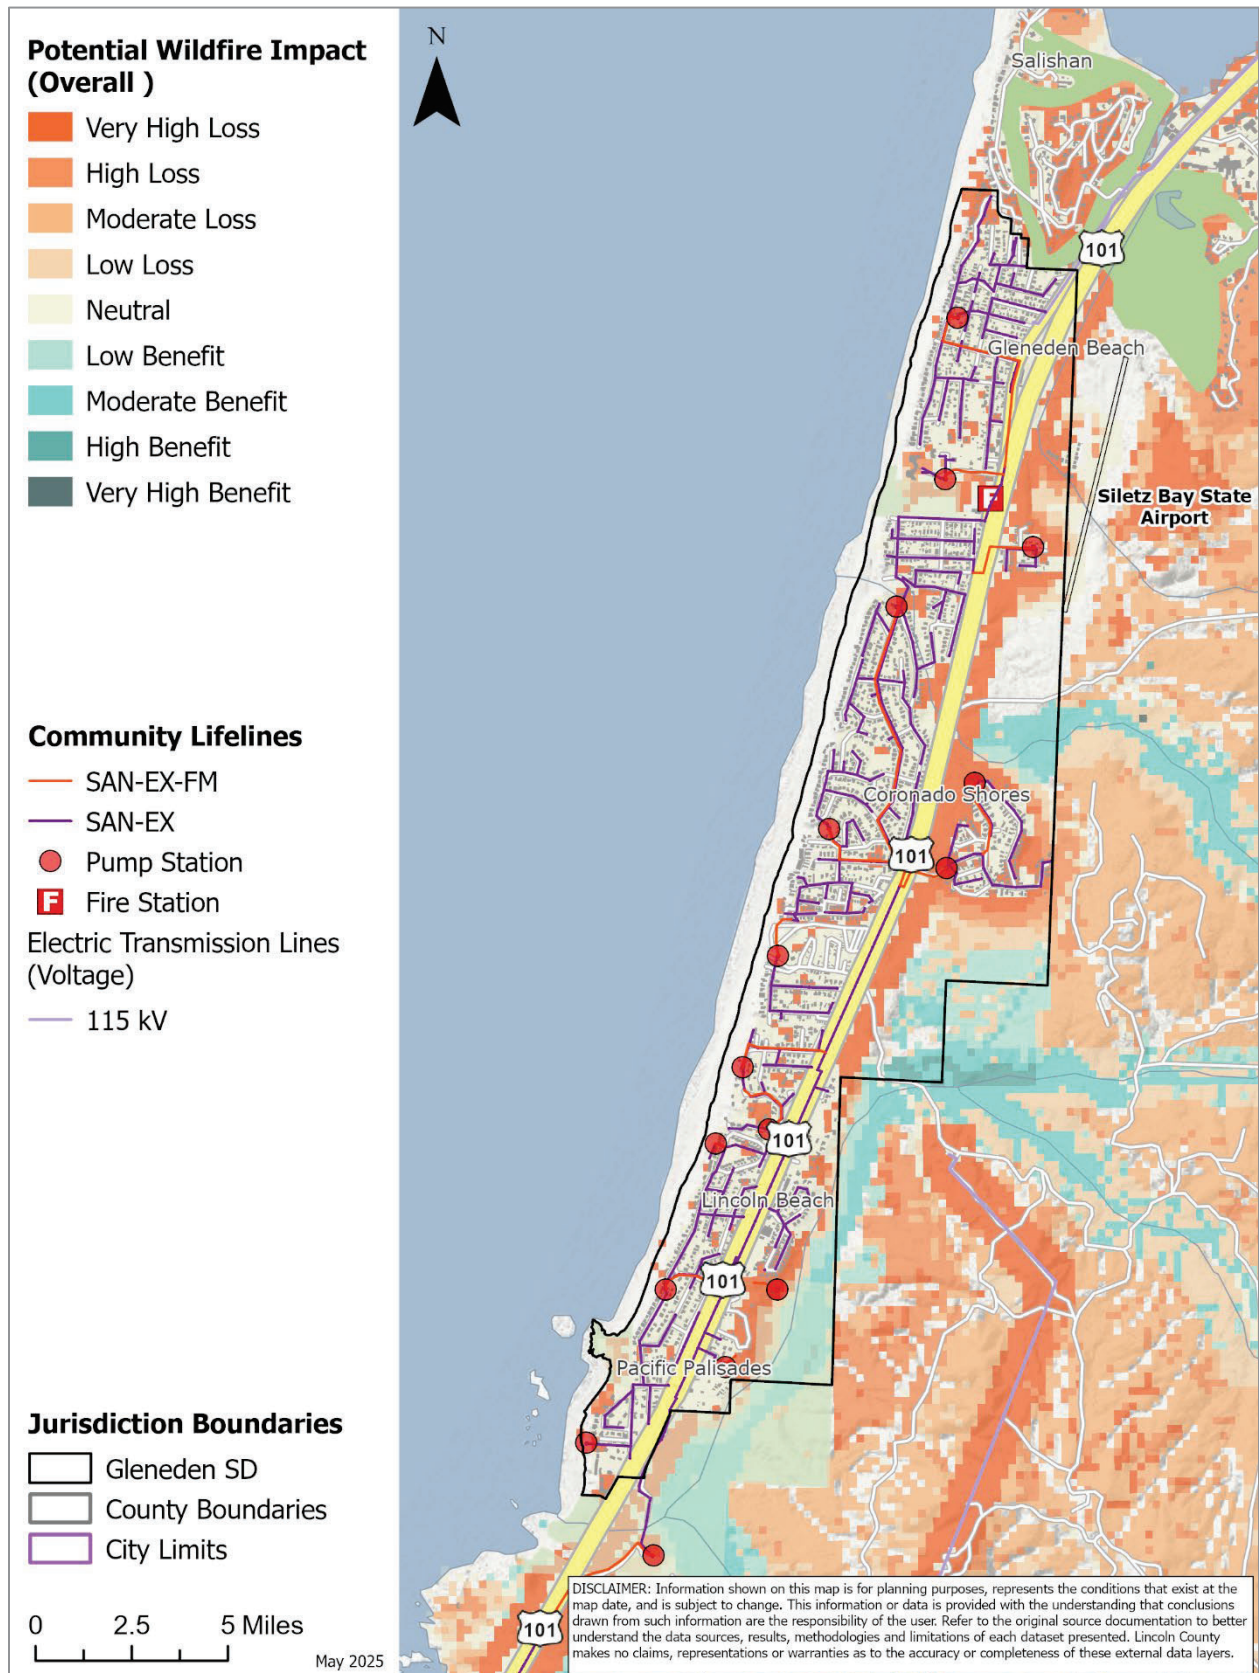 Potential Wildfire Impact
(Overall )
Very High Loss
High Loss
Moderate Loss
Low Loss
Neutral
Low Benefit
Moderate Benefit
High Benefit
Very High Benefit
Community Lifelines
SAN-EX-FM
SAN-EX
Pump Station
F Fire Station
Electric Transmission Lines
(Voltage)
115 kV
Jurisdiction Boundaries
Gleneden SD
County Boundaries
City Limits
0 2.5 5 Miles
May 2025
N
Salishan
101
Gleneden Beach
F
Siletz Bay State
Airport
Coronado Shores
101
101
Lincoln Beach
101
Pacific Palisades
101
DISCLAIMER: Information shown on this map is for planning purposes, represents the conditions that exist at the
map date, and is subject to change. This information or data is provided with the understanding that conclusions
drawn from such information are the responsibility of the user. Refer to the original source documentation to better
understand the data sources, results, methodologies and limitations of each dataset presented. Lincoln County
makes no claims, representations or warranties as to the accuracy or completeness of these external data layers.